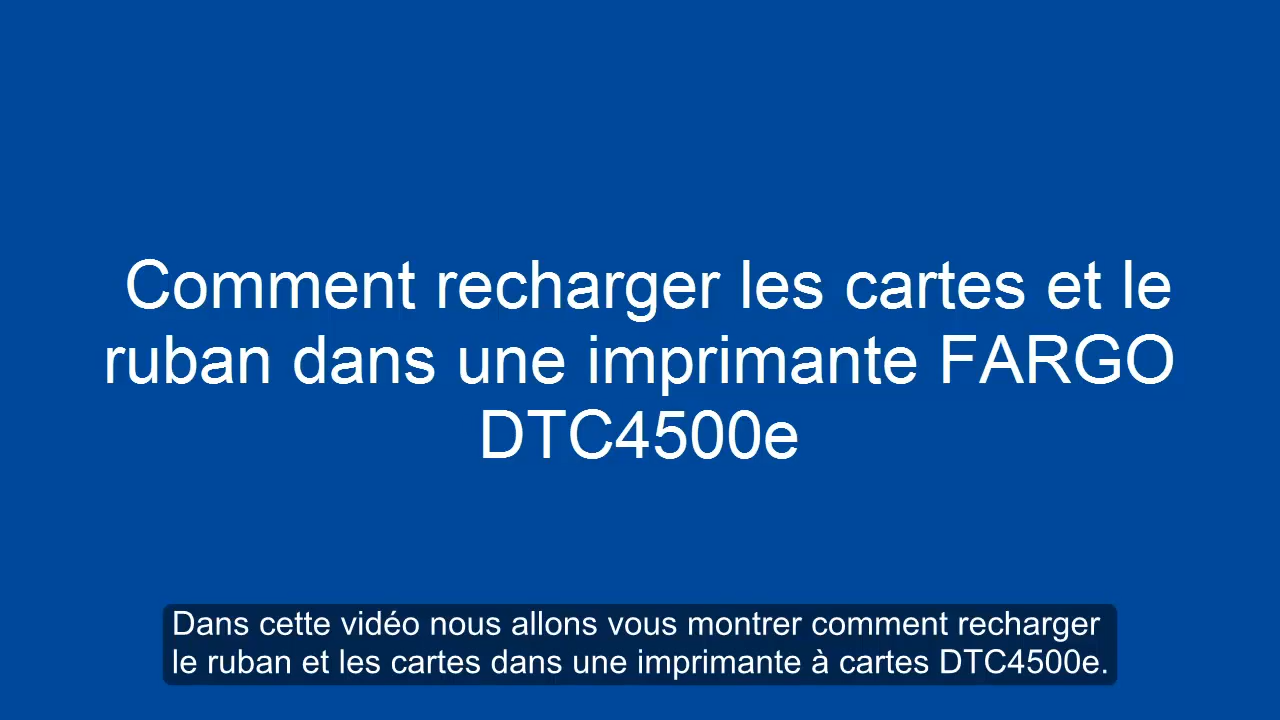 Comment recharger les cartes et le
ruban dans une imprimante FARGO
DTC4500e
Dans cette vidéo nous allons vous montrer comment recharger
le ruban et les cartes dans une imprimante à cartes DTC4500e.